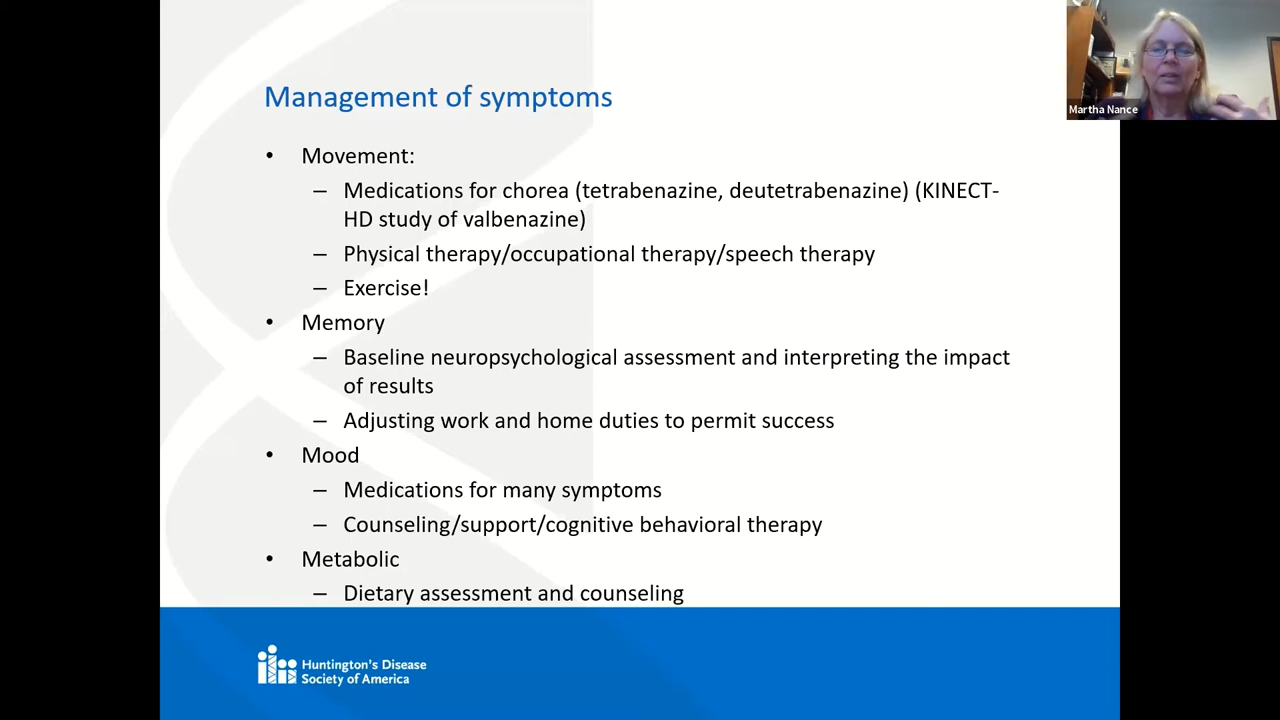 Management of symptoms
Martha Nance
• Movement:
– Medications for chorea (tetrabenazine, deutetrabenazine) (KINECT-
HD study of valbenazine)
– Physical therapy/occupational therapy/speech therapy
– Exercise!
• Memory
– Baseline neuropsychological assessment and interpreting the impact
of results
– Adjusting work and home duties to permit success
• Mood
– Medications for many symptoms
– Counseling/support/cognitive behavioral therapy
• Metabolic
– Dietary assessment and counseling
Huntington's Disease
Society of America